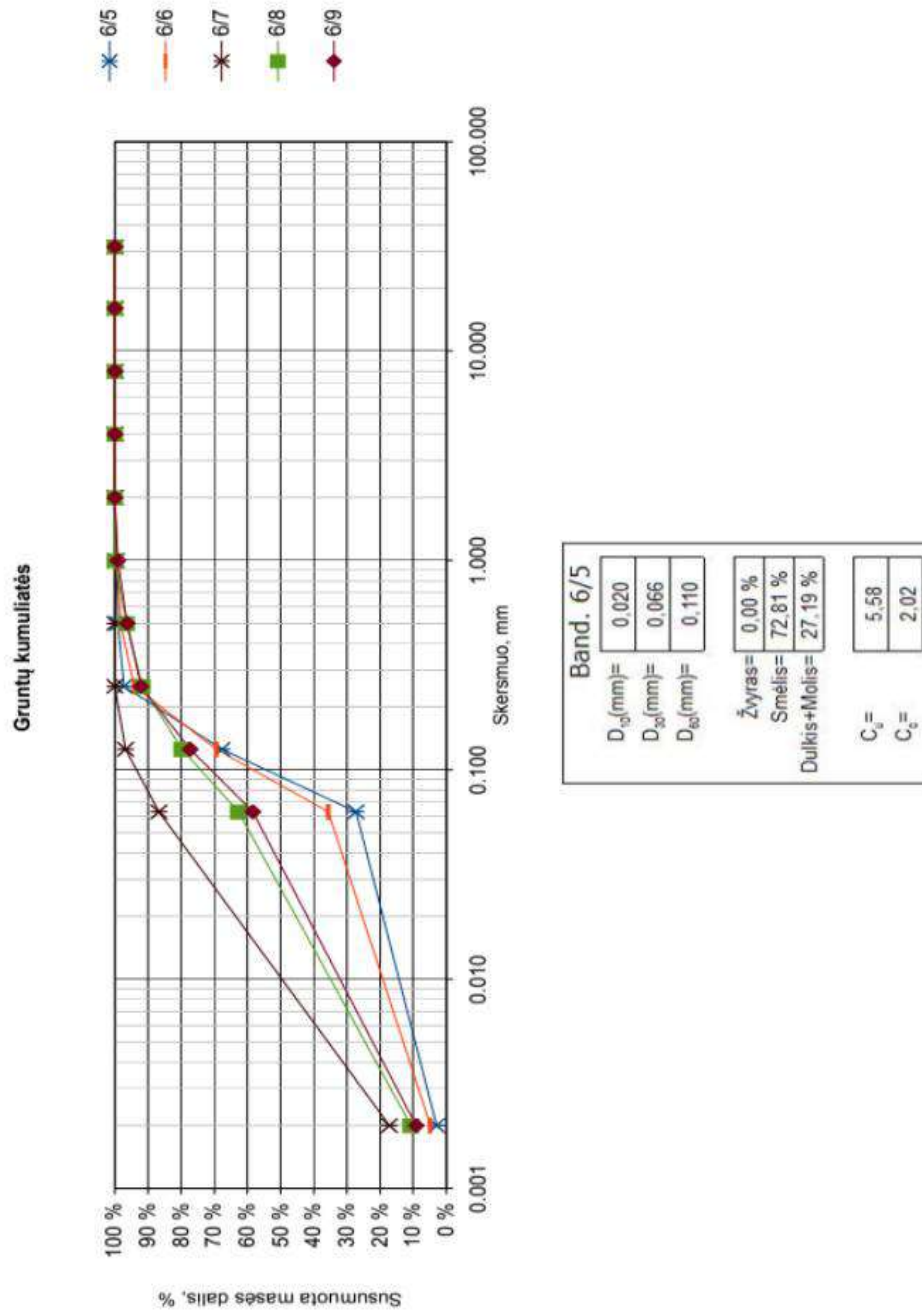 Gruntų kumuliatės
Susumuota masės dalis, %
100 %
90 %
80 %
70 %
60 %
50 %
40 %
30 %
20 %
10 %
0 %
0.001
0.010
0.100
1.000
10.000
100.000
Skersmuo, mm
6/5
6/6
6/7
6/8
6/9
Band. 6/5
D10(mm)= 0,020
D30(mm)= 0,066
D60(mm)= 0,110
Žvyras= 0,00 %
Smėlis= 72,81 %
Dulkis+Molis= 27,19 %
Cu= 5,58
Cc= 2,02